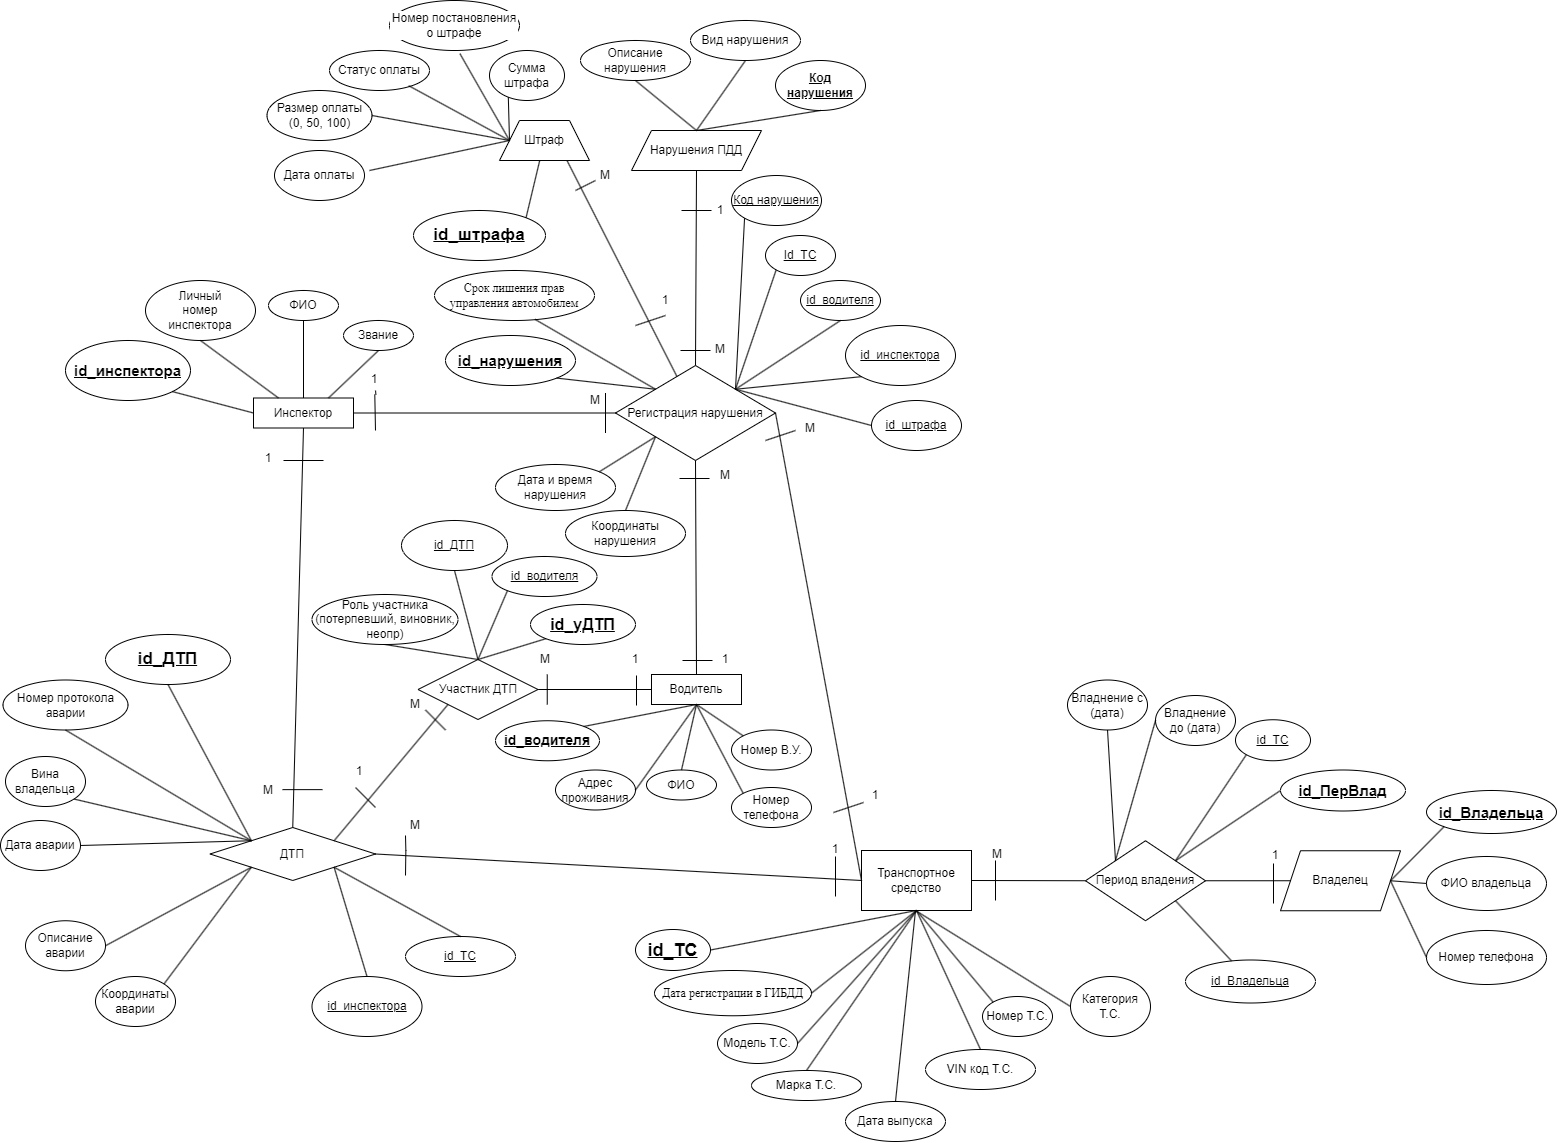 Номер постановления
о штрафе
Статус оплаты
Сумма
штрафа
Размер оплаты
(0, 50, 100)
Дата оплаты
Штраф
id_штрафа
М
1
Описание
нарушения
Вид нарушения
Код
нарушения
Нарушения ПДД
1
М
Код нарушения
Id_ТС
id_водителя
id_инспектора
id_штрафа
Срок лишения прав
управления автомобилем
id_нарушения
Регистрация нарушения
Дата и время
нарушения
Координаты
нарушения
Личный
номер
инспектора
ФИО
Звание
id_инспектора
Инспектор
1
М
1
М
М
1
М
1
id_ДТП
id_водителя
Роль участника
(потерпевший, виновник,
неопр)
id_уДТП
Участник ДТП
М
1
Водитель
id_водителя
Адрес
проживания
ФИО
Номер В.У.
Номер
телефона
М
1
id_ДТП
Номер протокола
аварии
Вина
владельца
Дата аварии
ДТП
Описание
аварии
Координаты
аварии
id_инспектора
id_ТС
М
1
Транспортное
средство
id_ТС
Дата регистрации в ГИБДД
Модель Т.С.
Марка Т.С.
Дата выпуска
VIN код Т.С.
Номер Т.С.
Категория
Т.С.
М
1
Владнение с
(дата)
Владнение
до (дата)
id_ТС
id_ПерВлад
Период владения
id_Владельца
Владелец
id_Владельца
ФИО владельца
Номер телефона